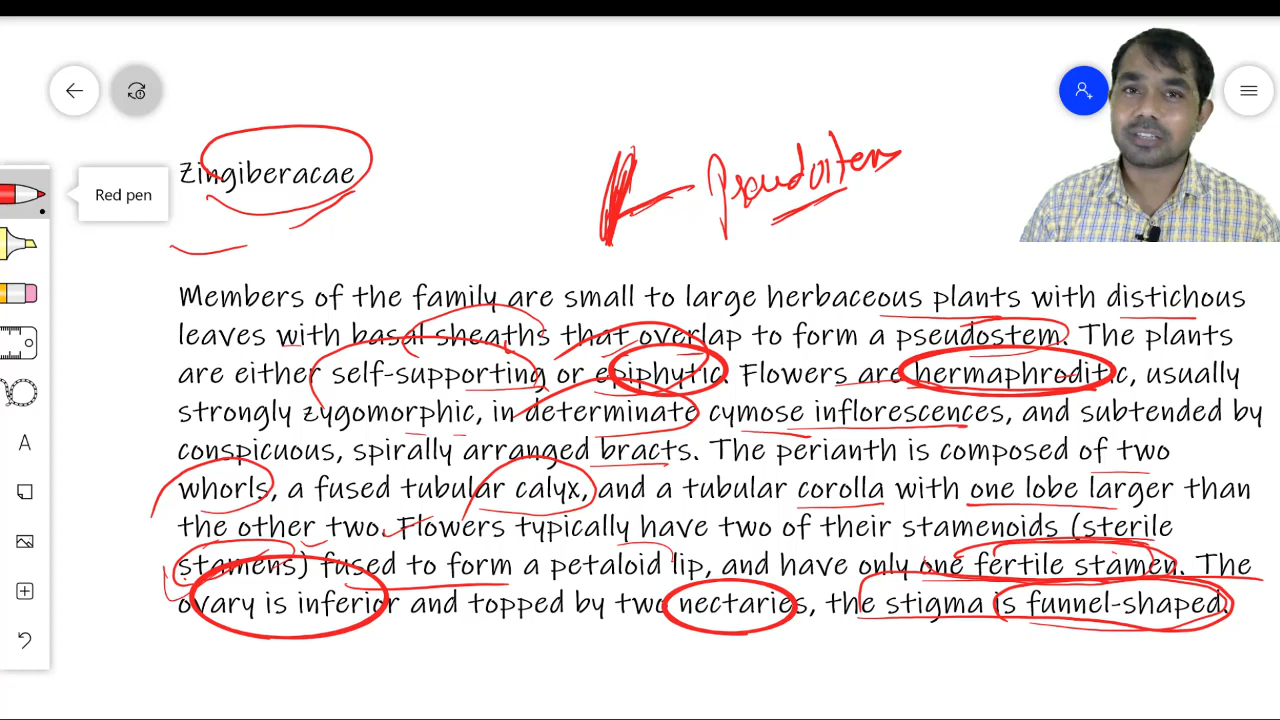 Zingiberacae
Pseudostem
Red pen
Members of the family are small to large herbaceous plants with distichous
leaves with basal sheaths that overlap to form a pseudostem. The plants
are either self-supporting or epiphytic. Flowers are hermaphroditic, usually
strongly zygomorphic, in determinate cymose inflorescences, and subtended by
conspicuous, spirally arranged bracts. The perianth is composed of two
whorls, a fused tubular calyx, and a tubular corolla with one lobe larger than
the other two. Flowers typically have two of their stamenoids (sterile
stamens) fused to form a petaloid lip, and have only one fertile stamen. The
ovary is inferior and topped by two nectaries, the stigma is funnel-shaped.
A